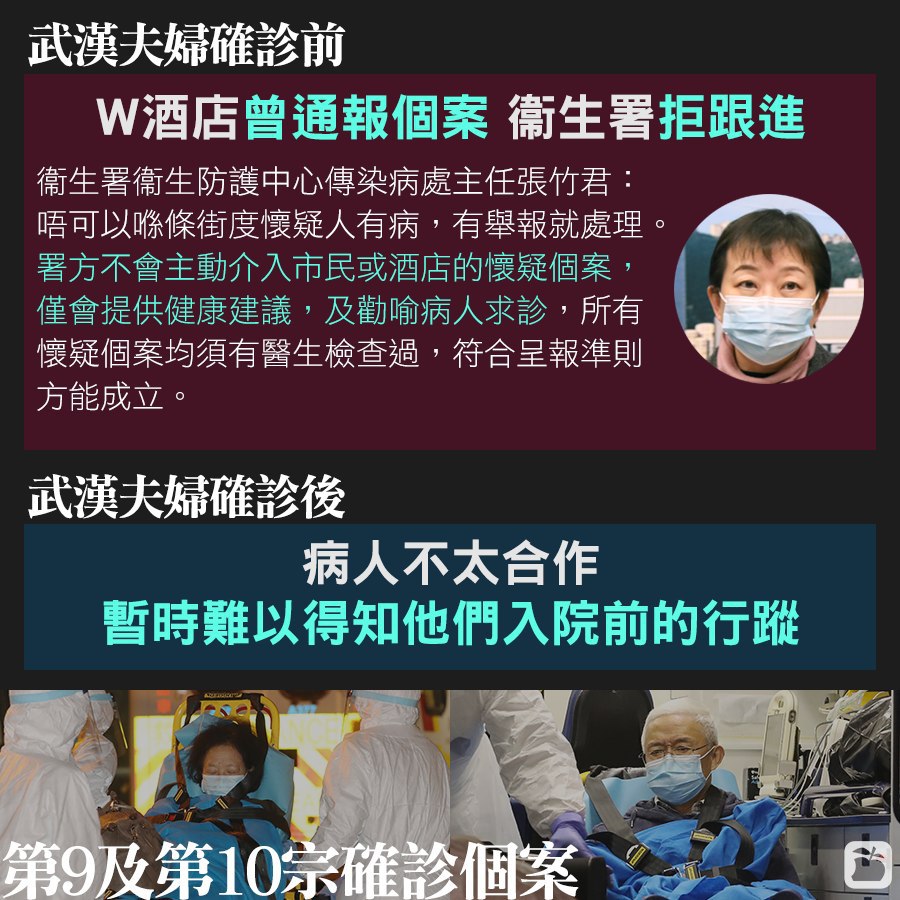 武漢夫婦確診前
W酒店曾通報個案 衞生署拒跟進
衞生署衞生防護中心傳染病處主任張竹君：
唔可以喺條街度懷疑人有病，有舉報就處理。
署方不會主動介入市民或酒店的懷疑個案，
僅會提供健康建議，及勸喻病人求診，所有
懷疑個案均須有醫生檢查過，符合呈報準則
方能成立。
武漢夫婦確診後
病人不太合作
暫時難以得知他們入院前的行蹤
第9及第10宗確診個案